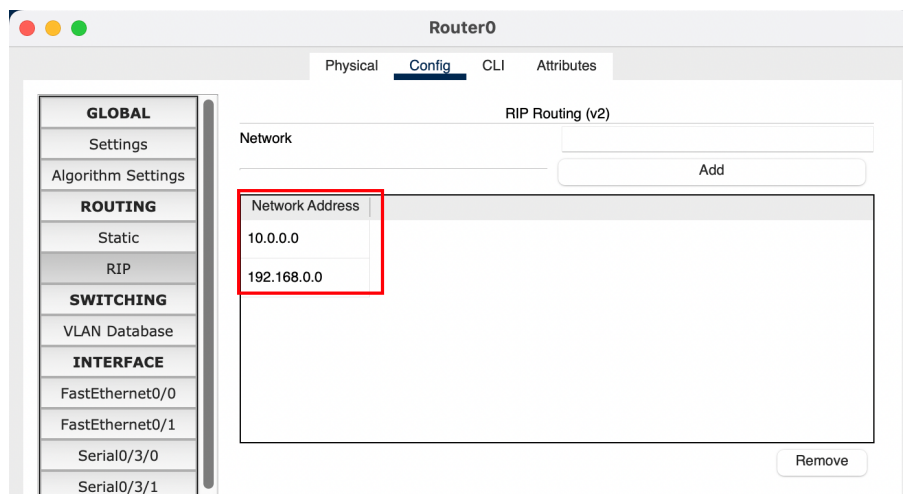 Router0
Physical Config CLI Attributes
GLOBAL
Settings
Algorithm Settings
ROUTING
Static
RIP
SWITCHING
VLAN Database
INTERFACE
FastEthernet0/0
FastEthernet0/1
Serial0/3/0
Serial0/3/1
RIP Routing (v2)
Network
Add
Network Address
10.0.0.0
192.168.0.0
Remove